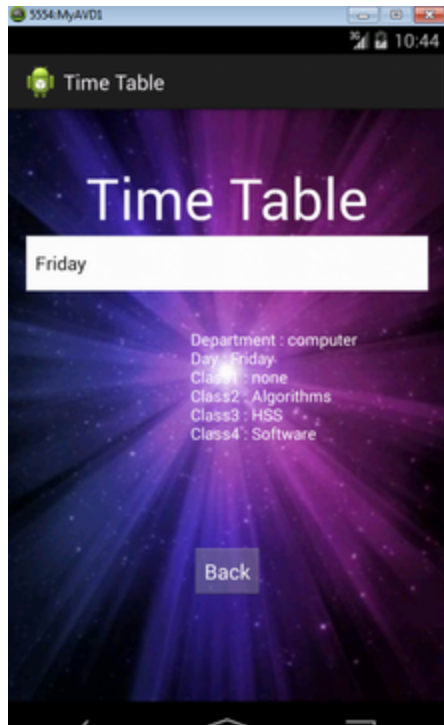 5554:MyAVD1
3G 10:44
Time Table
Time Table
Friday
Department : computer
Day : Friday
Class1 : none
Class2 : Algorithms
Class3 : HSS
Class4 : Software
Back